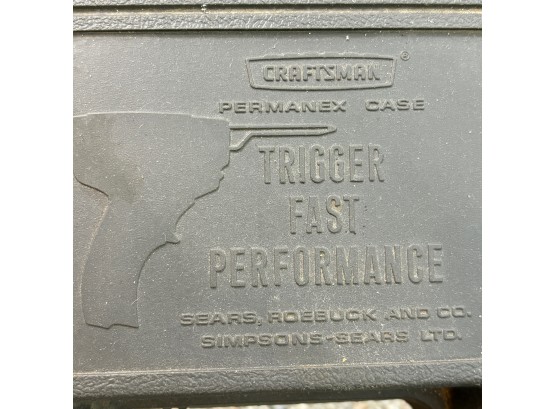 CRAFTSMAN ®
PERMANEX CASE
TRIGGER
FAST
PERFORMANCE
SEARS, ROEBUCK AND CO.
SIMPSONS-SEARS LTD.